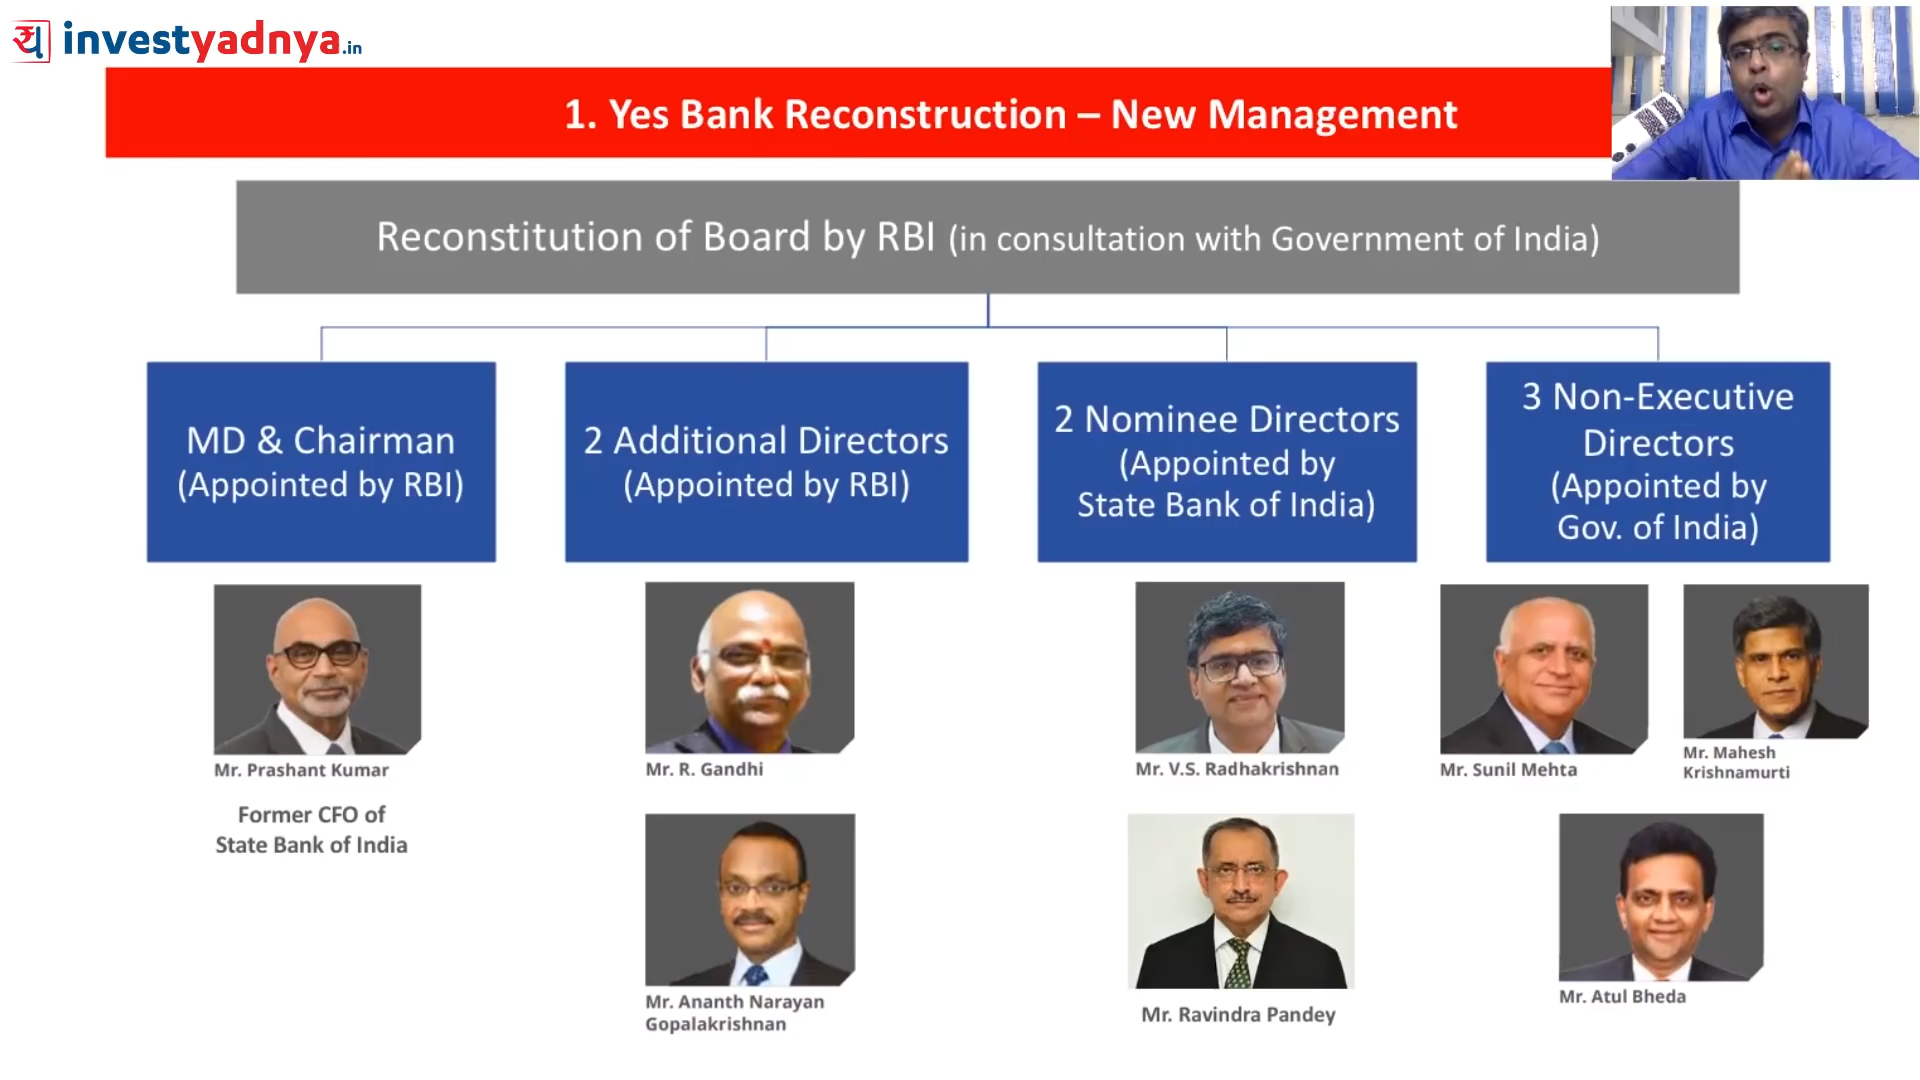 investyadnya.in
1. Yes Bank Reconstruction – New Management
Reconstitution of Board by RBI (in consultation with Government of India)
MD & Chairman
(Appointed by RBI)
2 Additional Directors
(Appointed by RBI)
2 Nominee Directors
(Appointed by
State Bank of India)
3 Non-Executive
Directors
(Appointed by
Gov. of India)
Mr. Prashant Kumar
Former CFO of
State Bank of India
Mr. R. Gandhi
Mr. Ananth Narayan
Gopalakrishnan
Mr. V.S. Radhakrishnan
Mr. Ravindra Pandey
Mr. Sunil Mehta
Mr. Mahesh
Krishnamurti
Mr. Atul Bheda